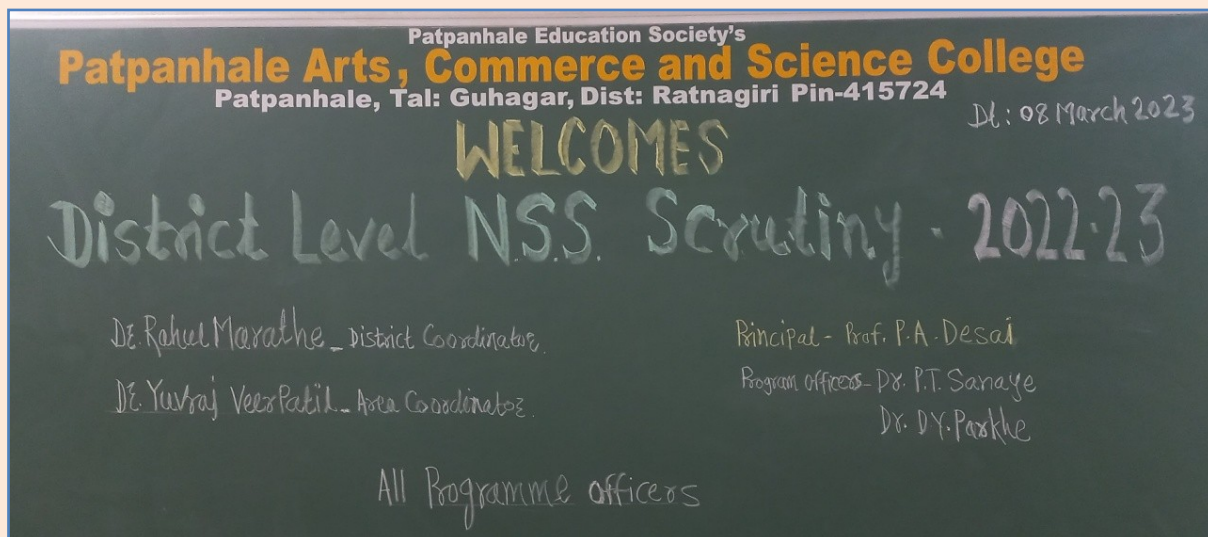 Patpanhale Education Society's
Patpanhale Arts, Commerce and Science College
Patpanhale, Tal: Guhagar, Dist: Ratnagiri Pin-415724
Dt: 08 March 2023
WELCOMES
District Level N.S.S. Scrutiny - 2022-23
Dr. Rahul Marathe - District Coordinator.
Dr. Yuvraj VeerPatil - Area Coordinator.
Principal - Prof. P.A. Desai
Program officers - Dr. P.T. Sanaye
Dr. D.Y. Parkhe
All Programme officers